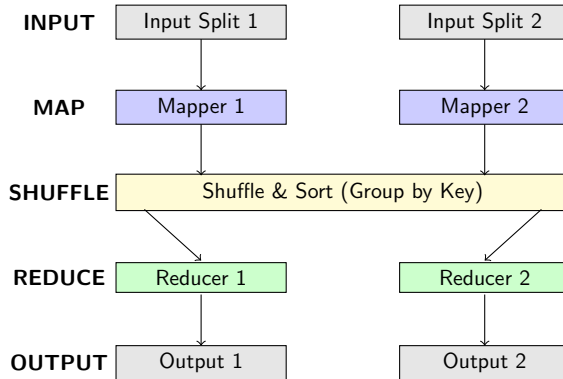 INPUT Input Split 1 Input Split 2
MAP Mapper 1 Mapper 2
SHUFFLE Shuffle & Sort (Group by Key)
REDUCE Reducer 1 Reducer 2
OUTPUT Output 1 Output 2